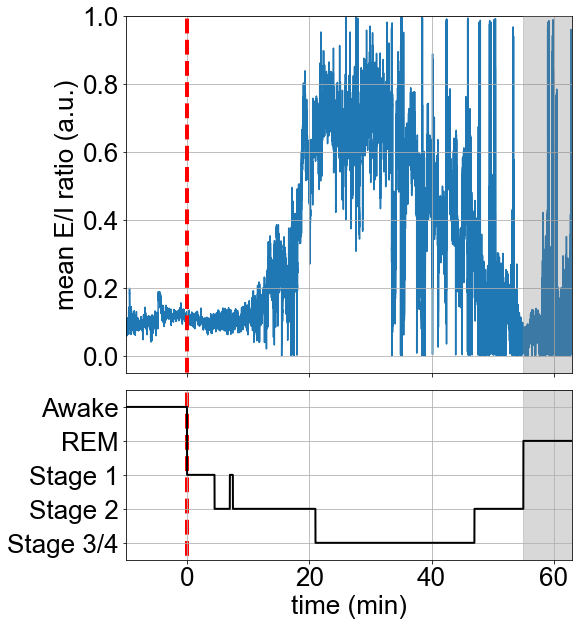 mean E/I ratio (a.u.)
1.0
0.8
0.6
0.4
0.2
0.0
Awake
REM
Stage 1
Stage 2
Stage 3/4
0 20 40 60
time (min)